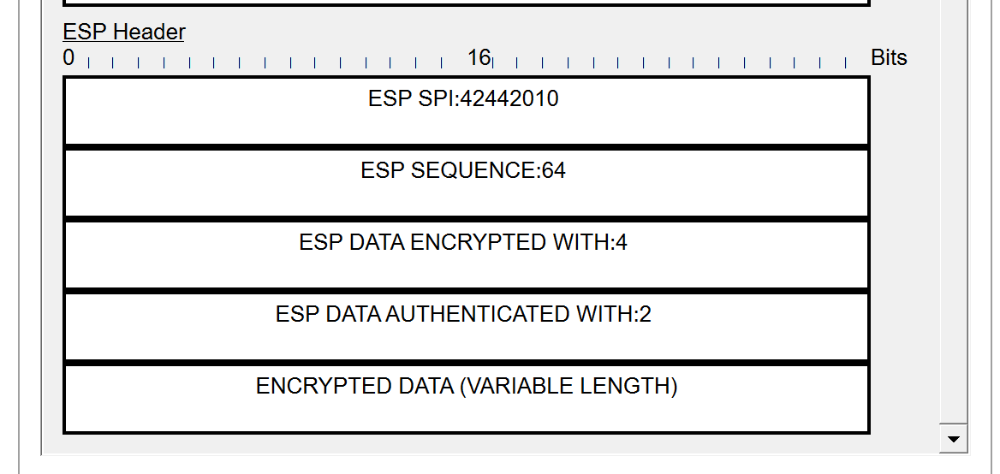 ESP Header
0 16 Bits
ESP SPI:42442010
ESP SEQUENCE:64
ESP DATA ENCRYPTED WITH:4
ESP DATA AUTHENTICATED WITH:2
ENCRYPTED DATA (VARIABLE LENGTH)